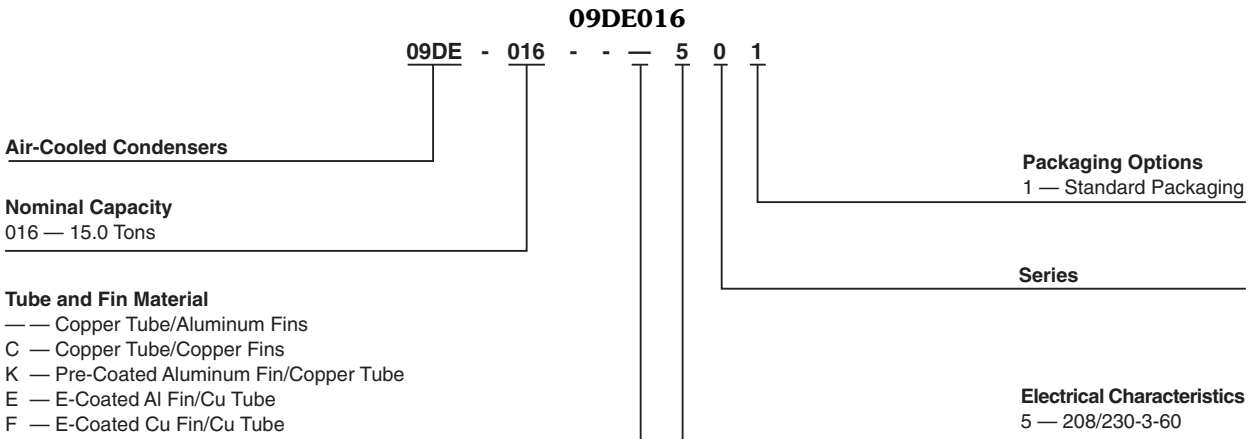 09DE016
09DE - 016 - - — 5 0 1
Air-Cooled Condensers
Nominal Capacity
016 — 15.0 Tons
Tube and Fin Material
— — Copper Tube/Aluminum Fins
C — Copper Tube/Copper Fins
K — Pre-Coated Aluminum Fin/Copper Tube
E — E-Coated Al Fin/Cu Tube
F — E-Coated Cu Fin/Cu Tube
Packaging Options
1 — Standard Packaging
Series
Electrical Characteristics
5 — 208/230-3-60